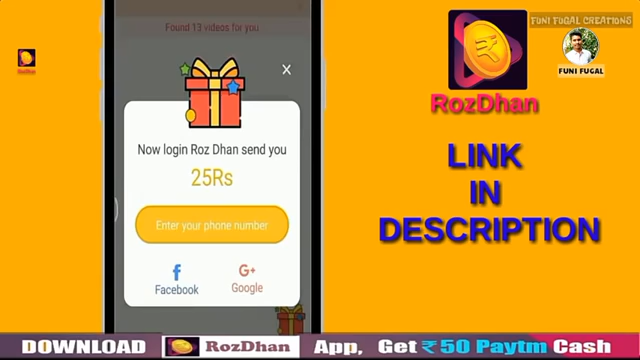 Found 13 videos for you
FUNI FUGAL CREATIONS
RozDhan
FUNI FUGAL
X
RozDhan
Now login Roz Dhan send you
25Rs
LINK
IN
DESCRIPTION
Enter your phone number
f
G+
Facebook
Google
DOWNLOAD RozDhan App, Get ₹ 50 Paytm Cash